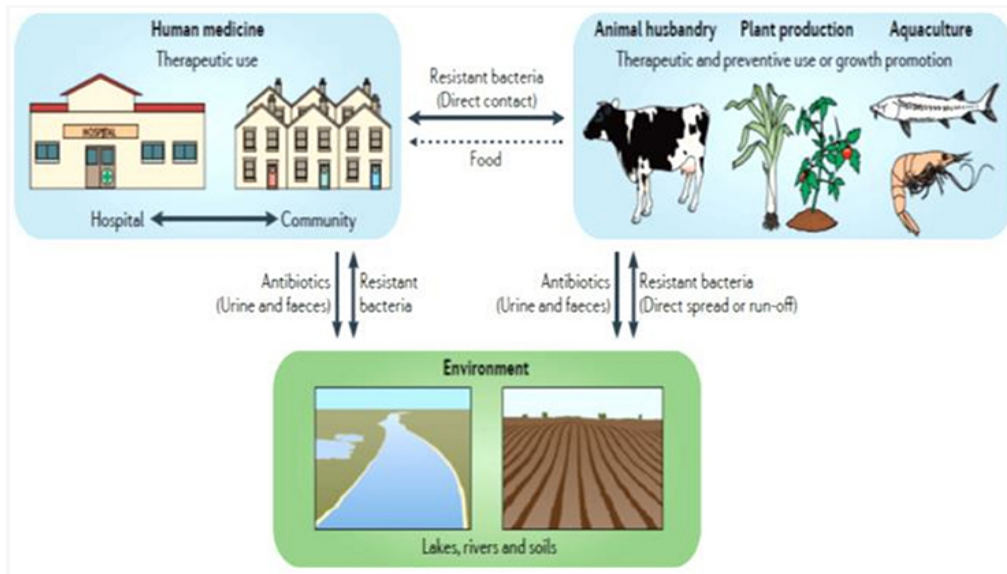 Human medicine
Therapeutic use
HOSPITAL
Hospital
Community
Resistant bacteria
(Direct contact)
Food
Animal husbandry
Plant production
Aquaculture
Therapeutic and preventive use or growth promotion
Antibiotics
(Urine and faeces)
Resistant
bacteria
Antibiotics
(Urine and faeces)
Resistant bacteria
(Direct spread or run-off)
Environment
Lakes, rivers and soils